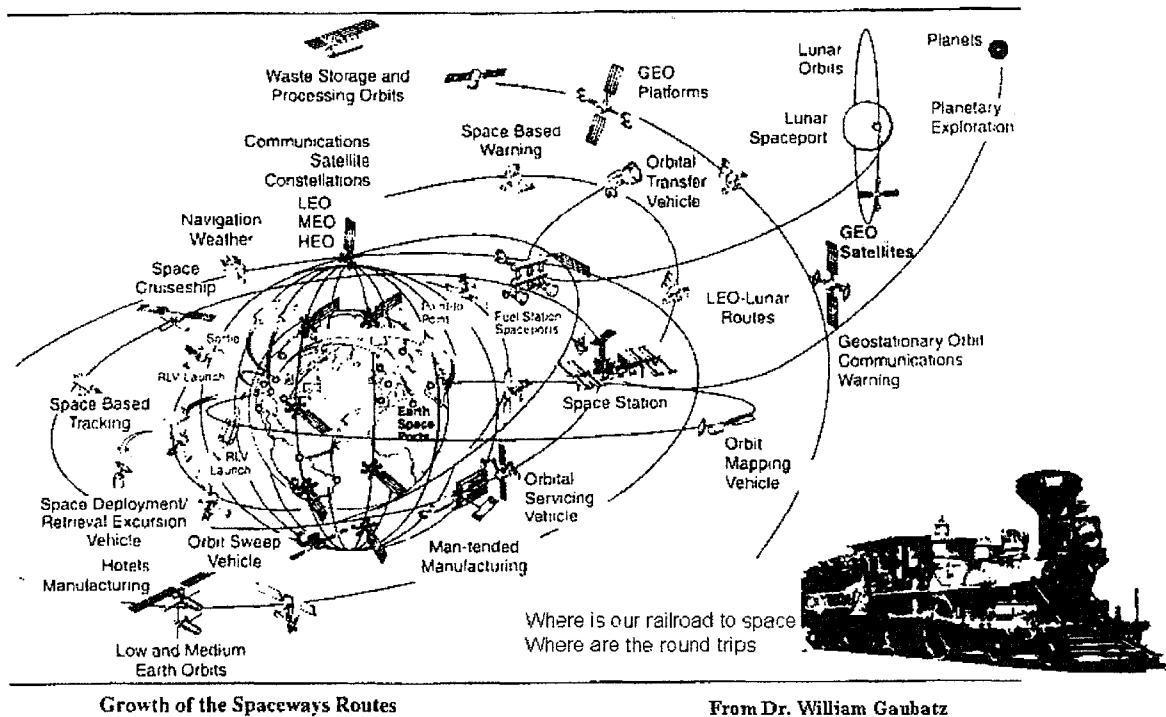 Waste Storage and
Processing Orbits
GEO
Platforms
Lunar
Orbits
Planets
Lunar
Spaceport
Planetary
Exploration
Communications
Satellite
Constellations
LEO
MEO
HEO
Space Based
Warning
Orbital
Transfer
Vehicle
Navigation
Weather
GEO
Satellites
Space
Cruiseship
Point-to
Point
Fuel Station
Spaceports
LEO-Lunar
Routes
Sortie
RLV Launch
Geostationary Orbit
Communications
Warning
Space Based
Tracking
Earth
Space
Ports
Space Station
RLV
Launch
Orbit
Mapping
Vehicle
Space Deployment/
Retrieval Excursion
Vehicle
Orbital
Servicing
Vehicle
Orbit Sweep
Vehicle
Man-tended
Manufacturing
Hotels
Manufacturing
Low and Medium
Earth Orbits
Where is our railroad to space
Where are the round trips
Growth of the Spaceways Routes
From Dr. William Gaubatz